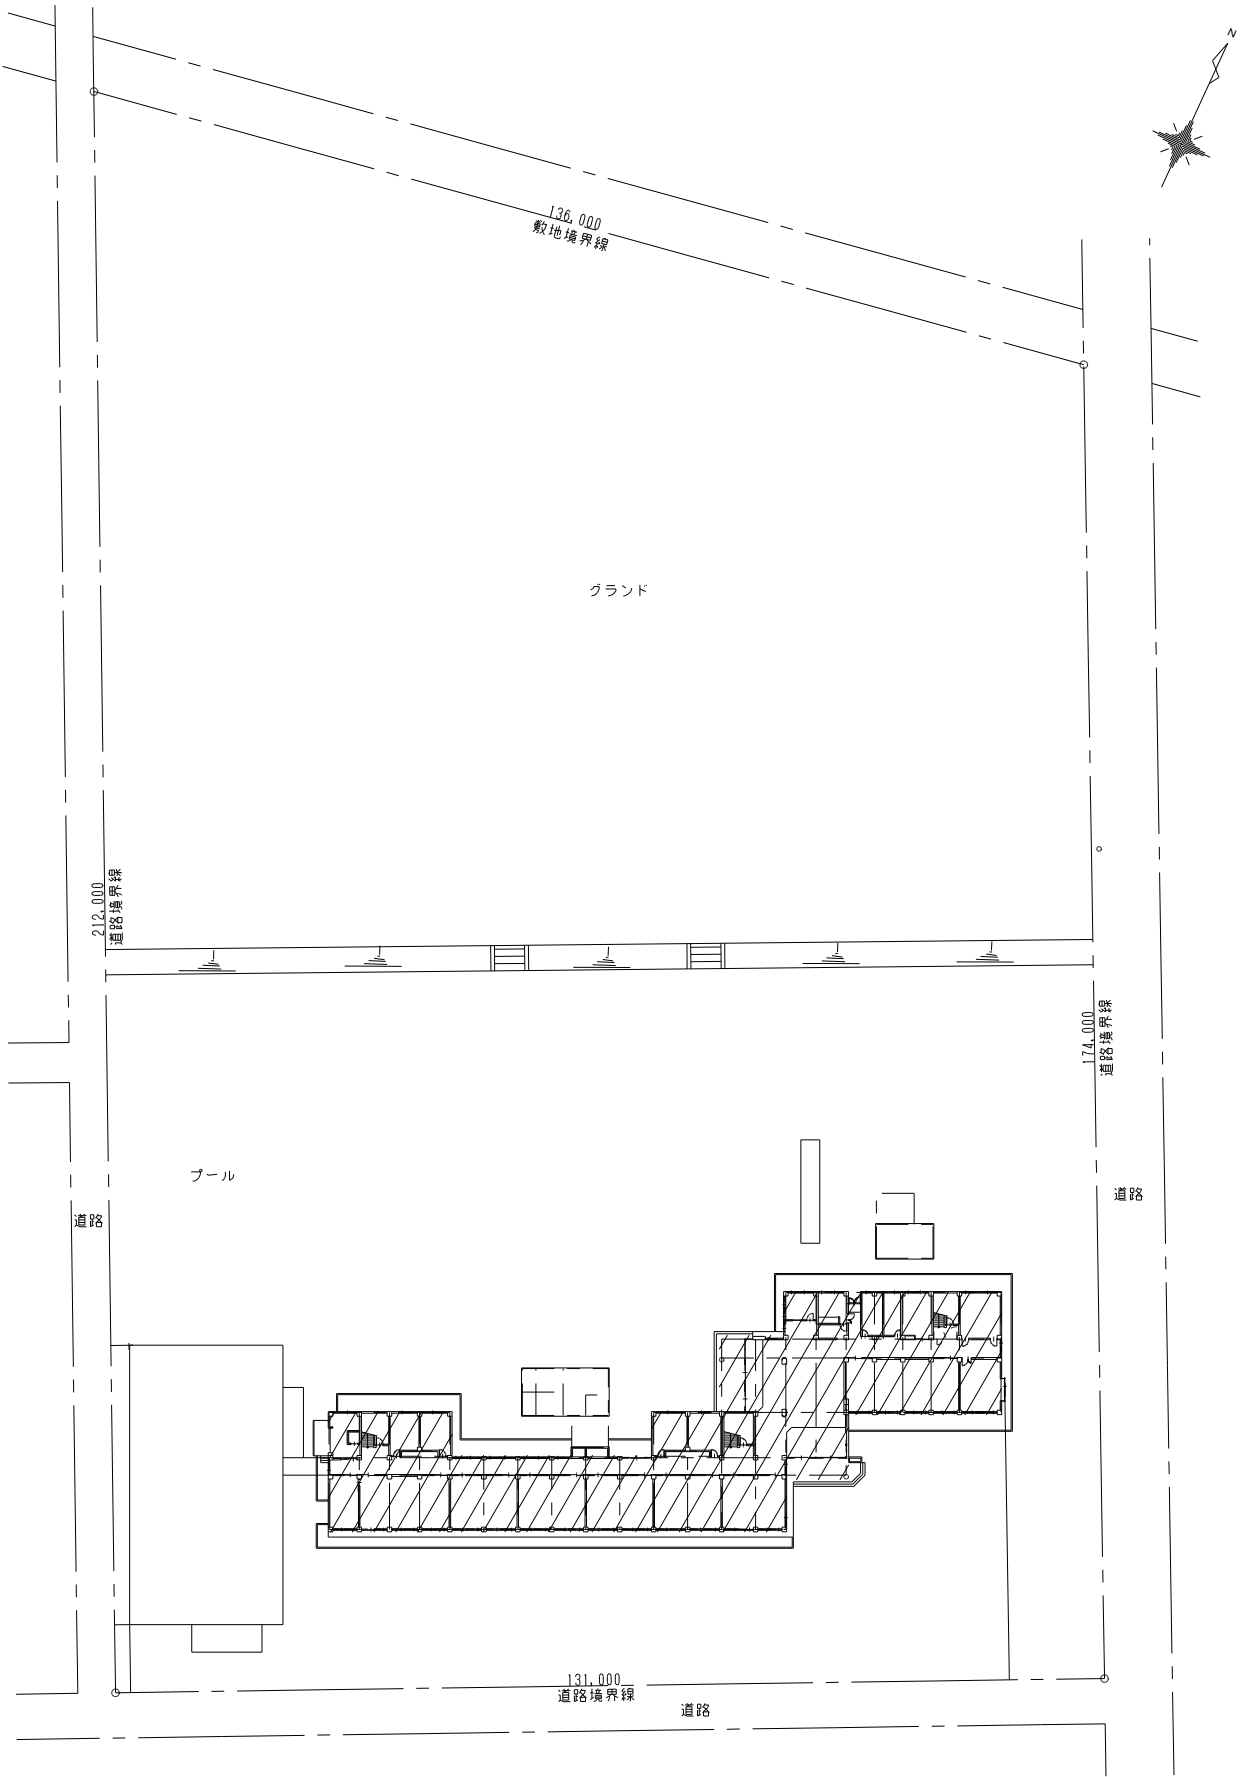 N
136,000
敷地境界線
グランド
212,000
道路境界線
174,000
道路境界線
プール
道路
道路
131,000
道路境界線
道路